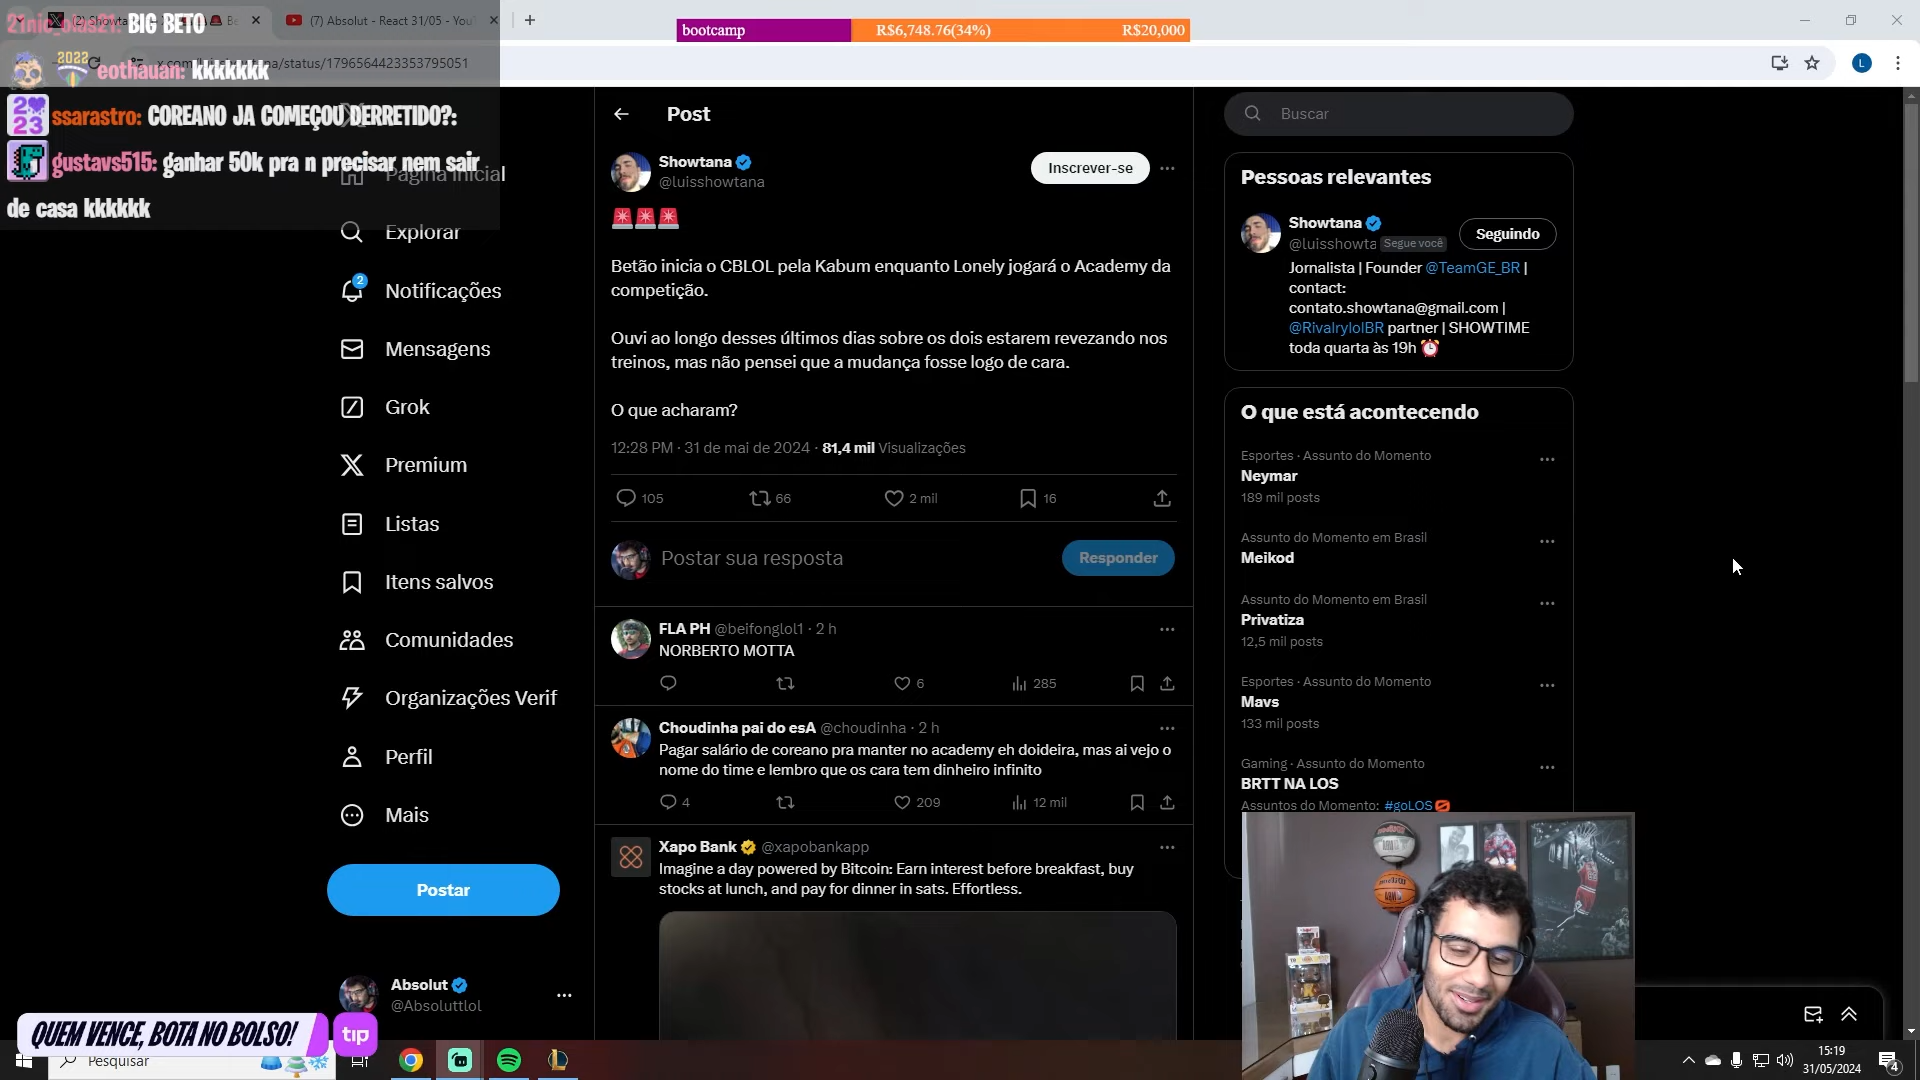 21nic_olas21: BIG BETO
2022 eothauan: kkkkkkk
ssarastro: COREANO JA COMEÇOU DERRETIDO?:
gustavs515: ganhar 50k pra n precisar nem sair
de casa kkkkkk
(7) Absolut - React 31/05 - You
/status/1796564423353795051
bootcamp
R$6,748.76(34%)
R$20,000
L
Página Inicial
Explorar
2
Notificações
Mensagens
Grok
Premium
Listas
Itens salvos
Comunidades
Organizações Verif
Perfil
Mais
Postar
Absolut
@Absoluttlol
Post
Showtana
@luisshowtana
Inscrever-se
Betão inicia o CBLOL pela Kabum enquanto Lonely jogará o Academy da
competição.
Ouvi ao longo desses últimos dias sobre os dois estarem revezando nos
treinos, mas não pensei que a mudança fosse logo de cara.
O que acharam?
12:28 PM · 31 de mai de 2024 · 81,4 mil Visualizações
105
66
2 mil
16
Postar sua resposta
Responder
FLA PH @beifonglol1 · 2 h
NORBERTO MOTTA
6
285
Choudinha pai do esA @choudinha · 2 h
Pagar salário de coreano pra manter no academy eh doideira, mas ai vejo o
nome do time e lembro que os cara tem dinheiro infinito
4
209
12 mil
Xapo Bank @xapobankapp
Imagine a day powered by Bitcoin: Earn interest before breakfast, buy
stocks at lunch, and pay for dinner in sats. Effortless.
Buscar
Pessoas relevantes
Showtana
@luisshowta Segue você
Seguindo
Jornalista | Founder @TeamGE_BR |
contact:
contato.showtana@gmail.com |
@RivalrylolBR partner | SHOWTIME
toda quarta às 19h
O que está acontecendo
Esportes · Assunto do Momento
Neymar
189 mil posts
Assunto do Momento em Brasil
Meikod
Assunto do Momento em Brasil
Privatiza
12,5 mil posts
Esportes · Assunto do Momento
Mavs
133 mil posts
Gaming · Assunto do Momento
BRTT NA LOS
Assuntos do Momento: #goLOS
QUEM VENCE, BOTA NO BOLSO!
tip
Pesquisar
15:19
31/05/2024
4